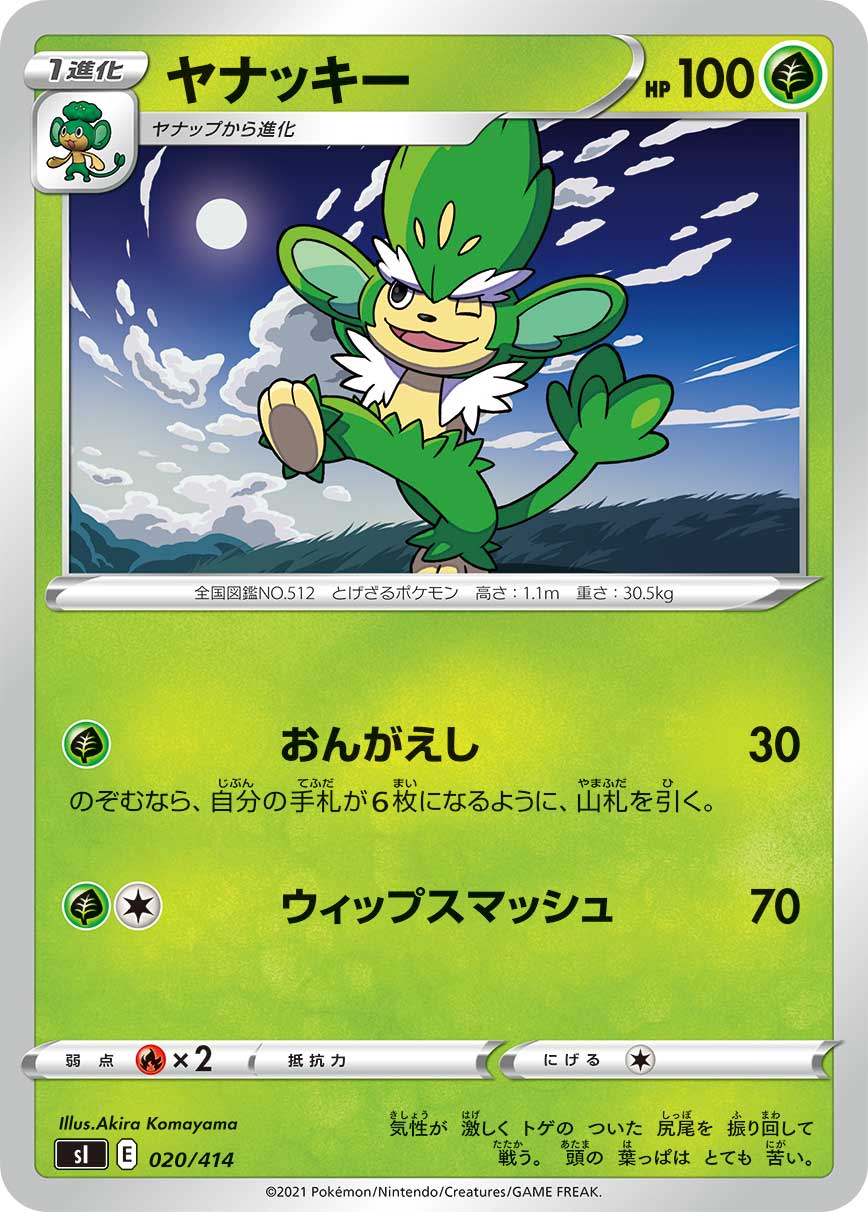 1進化 ヤナッキー HP 100
ヤナップから進化
全国図鑑NO.512 とげざるポケモン 高さ:1.1m 重さ:30.5kg
おんがえし 30
のぞむなら、自分の手札が6枚になるように、山札を引く。
ウィップスマッシュ 70
弱点 ×2 抵抗力 にげる
Illus.Akira Komayama
sI E 020/414
気性が 激しく トゲの ついた 尻尾を 振り回して
戦う。 頭の 葉っぱは とても 苦い。
©2021 Pokémon/Nintendo/Creatures/GAME FREAK.